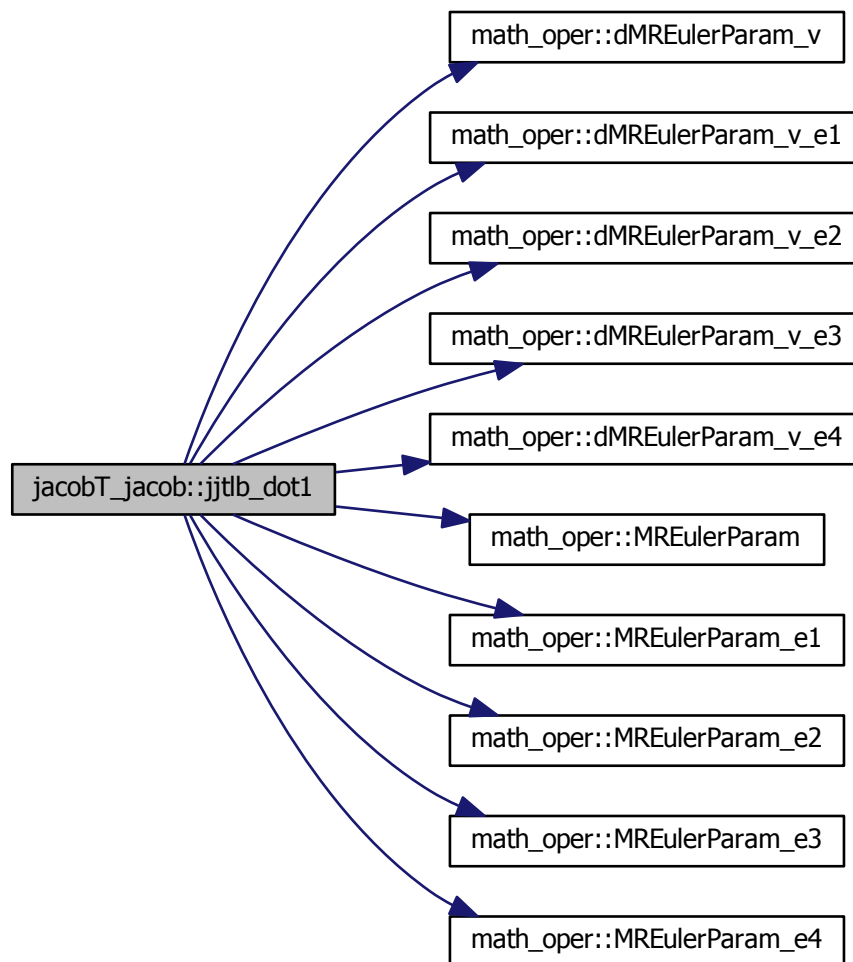 math_oper::dMREulerParam_v
math_oper::dMREulerParam_v_e1
math_oper::dMREulerParam_v_e2
math_oper::dMREulerParam_v_e3
math_oper::dMREulerParam_v_e4
jacobT_jacob::jjtlb_dot1
math_oper::MREulerParam
math_oper::MREulerParam_e1
math_oper::MREulerParam_e2
math_oper::MREulerParam_e3
math_oper::MREulerParam_e4